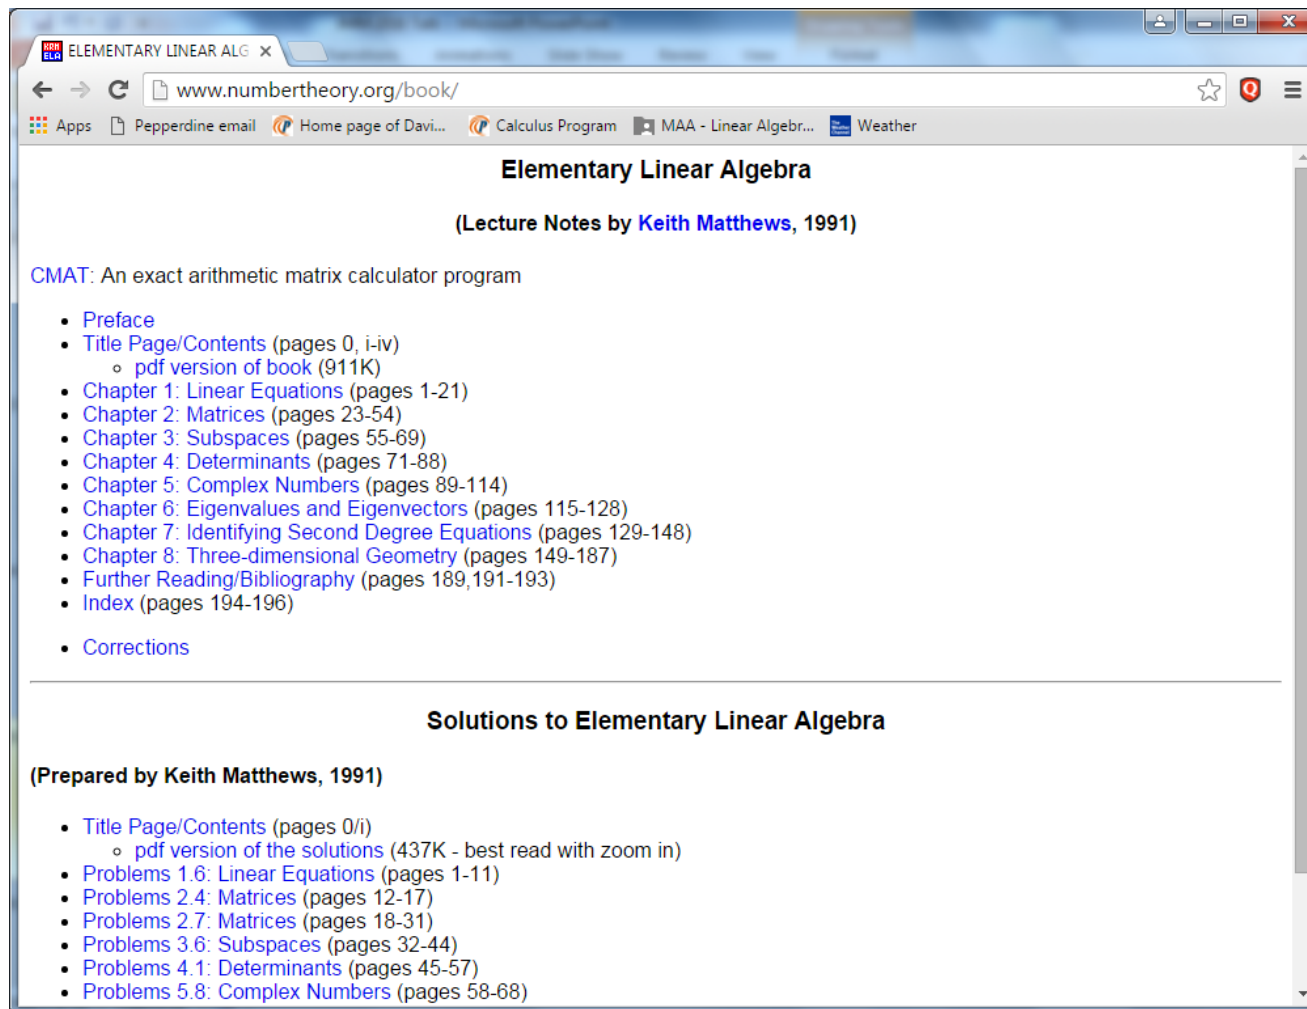 KRM
ELA
ELEMENTARY LINEAR ALG
www.numbertheory.org/book/
Apps
Pepperdine email
Home page of Davi...
Calculus Program
MAA - Linear Algebr...
Weather
Elementary Linear Algebra
(Lecture Notes by Keith Matthews, 1991)
CMAT: An exact arithmetic matrix calculator program
• Preface
• Title Page/Contents (pages 0, i-iv)
◦ pdf version of book (911K)
• Chapter 1: Linear Equations (pages 1-21)
• Chapter 2: Matrices (pages 23-54)
• Chapter 3: Subspaces (pages 55-69)
• Chapter 4: Determinants (pages 71-88)
• Chapter 5: Complex Numbers (pages 89-114)
• Chapter 6: Eigenvalues and Eigenvectors (pages 115-128)
• Chapter 7: Identifying Second Degree Equations (pages 129-148)
• Chapter 8: Three-dimensional Geometry (pages 149-187)
• Further Reading/Bibliography (pages 189,191-193)
• Index (pages 194-196)
• Corrections
Solutions to Elementary Linear Algebra
(Prepared by Keith Matthews, 1991)
• Title Page/Contents (pages 0/i)
◦ pdf version of the solutions (437K - best read with zoom in)
• Problems 1.6: Linear Equations (pages 1-11)
• Problems 2.4: Matrices (pages 12-17)
• Problems 2.7: Matrices (pages 18-31)
• Problems 3.6: Subspaces (pages 32-44)
• Problems 4.1: Determinants (pages 45-57)
• Problems 5.8: Complex Numbers (pages 58-68)